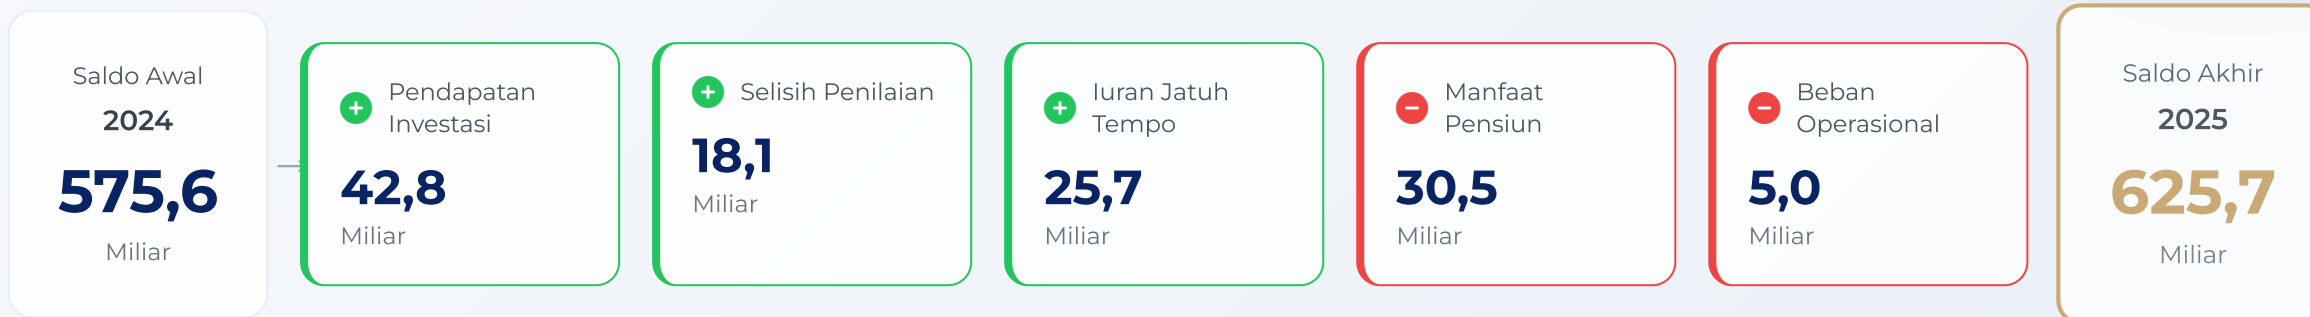 Saldo Awal
2024
575,6
Miliar
Pendapatan
Investasi
42,8
Miliar
Selisih Penilaian
18,1
Miliar
Iuran Jatuh
Tempo
25,7
Miliar
Manfaat
Pensiun
30,5
Miliar
Beban
Operasional
5,0
Miliar
Saldo Akhir
2025
625,7
Miliar